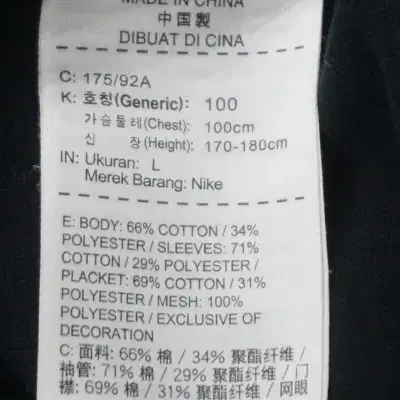 MADE IN CHINA
中国製
DIBUAT DI CINA
C: 175/92A
K: 호칭(Generic): 100
가슴둘레(Chest): 100cm
신 장(Height): 170-180cm
IN: Ukuran: L
Merek Barang: Nike
E: BODY: 66% COTTON / 34%
POLYESTER / SLEEVES: 71%
COTTON / 29% POLYESTER /
PLACKET: 69% COTTON / 31%
POLYESTER / MESH: 100%
POLYESTER / EXCLUSIVE OF
DECORATION
C: 面料: 66% 棉 / 34% 聚酯纤维 /
袖管: 71% 棉 / 29% 聚酯纤维 / 门
襟: 69% 棉 / 31% 聚酯纤维 / 网眼